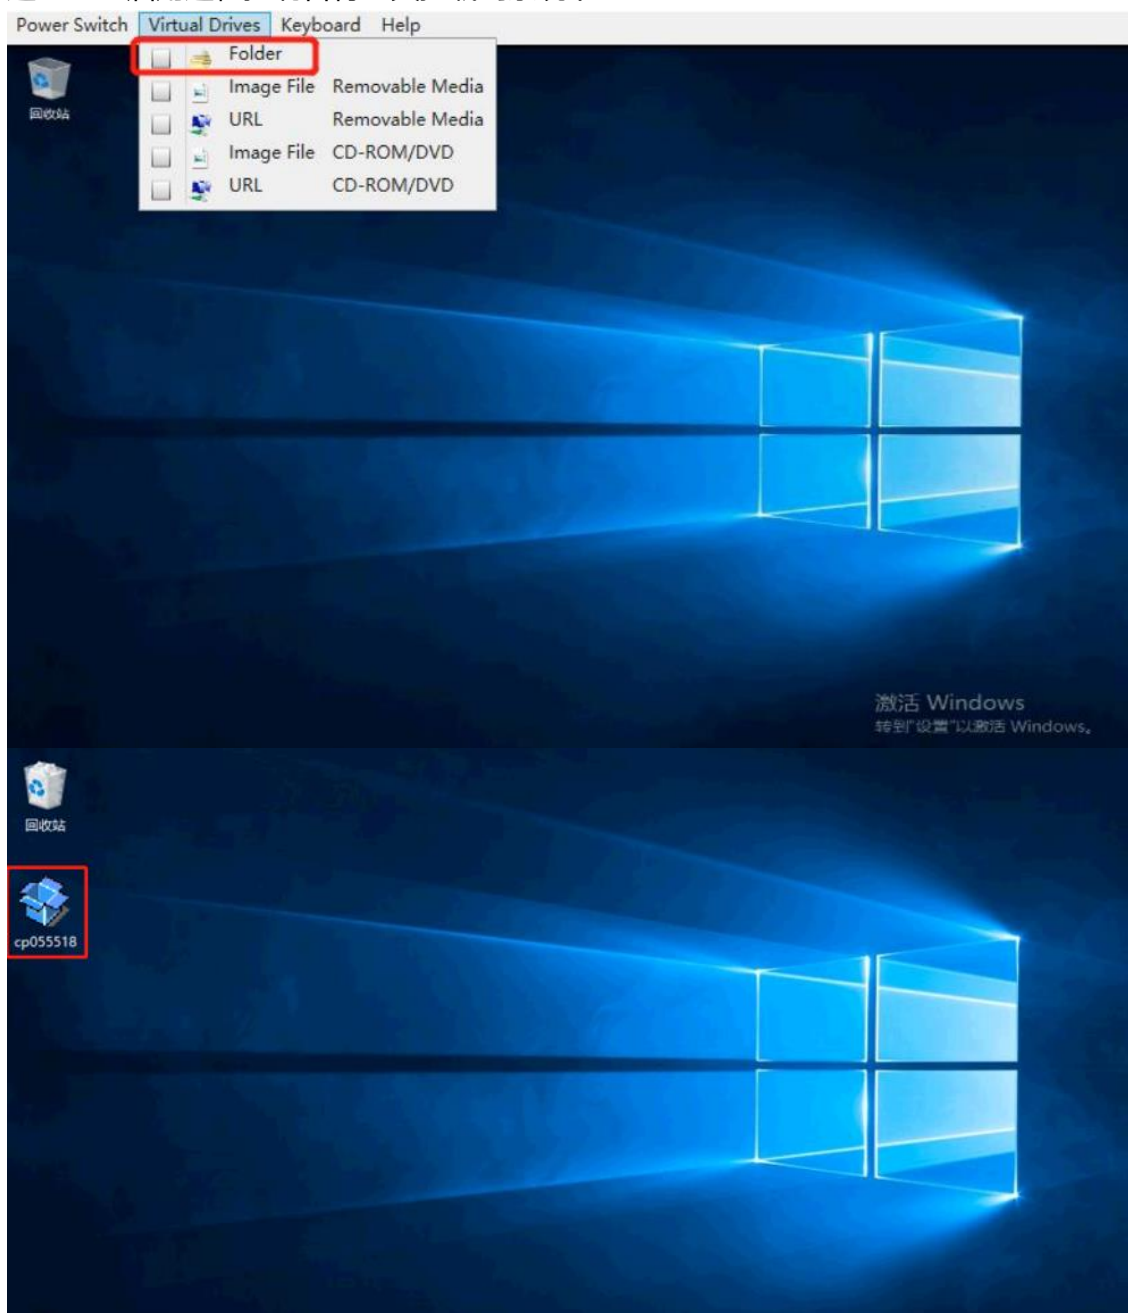 Power Switch Virtual Drives Keyboard Help
Folder
Image File Removable Media
URL Removable Media
Image File CD-ROM/DVD
URL CD-ROM/DVD
回收站
激活 Windows
转到"设置"以激活 Windows。
回收站
cp055518